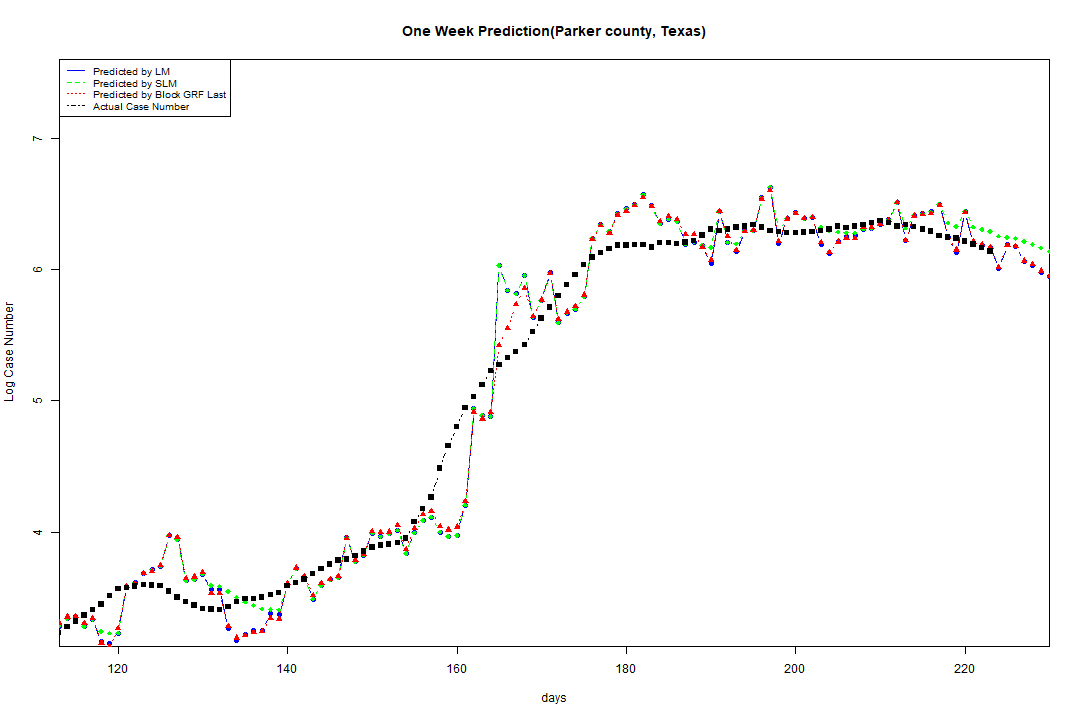 One Week Prediction(Parker county, Texas)
Predicted by LM
Predicted by SLM
Predicted by Block GRF Last
Actual Case Number
7
6
5
4
Log Case Number
120 140 160 180 200 220
days